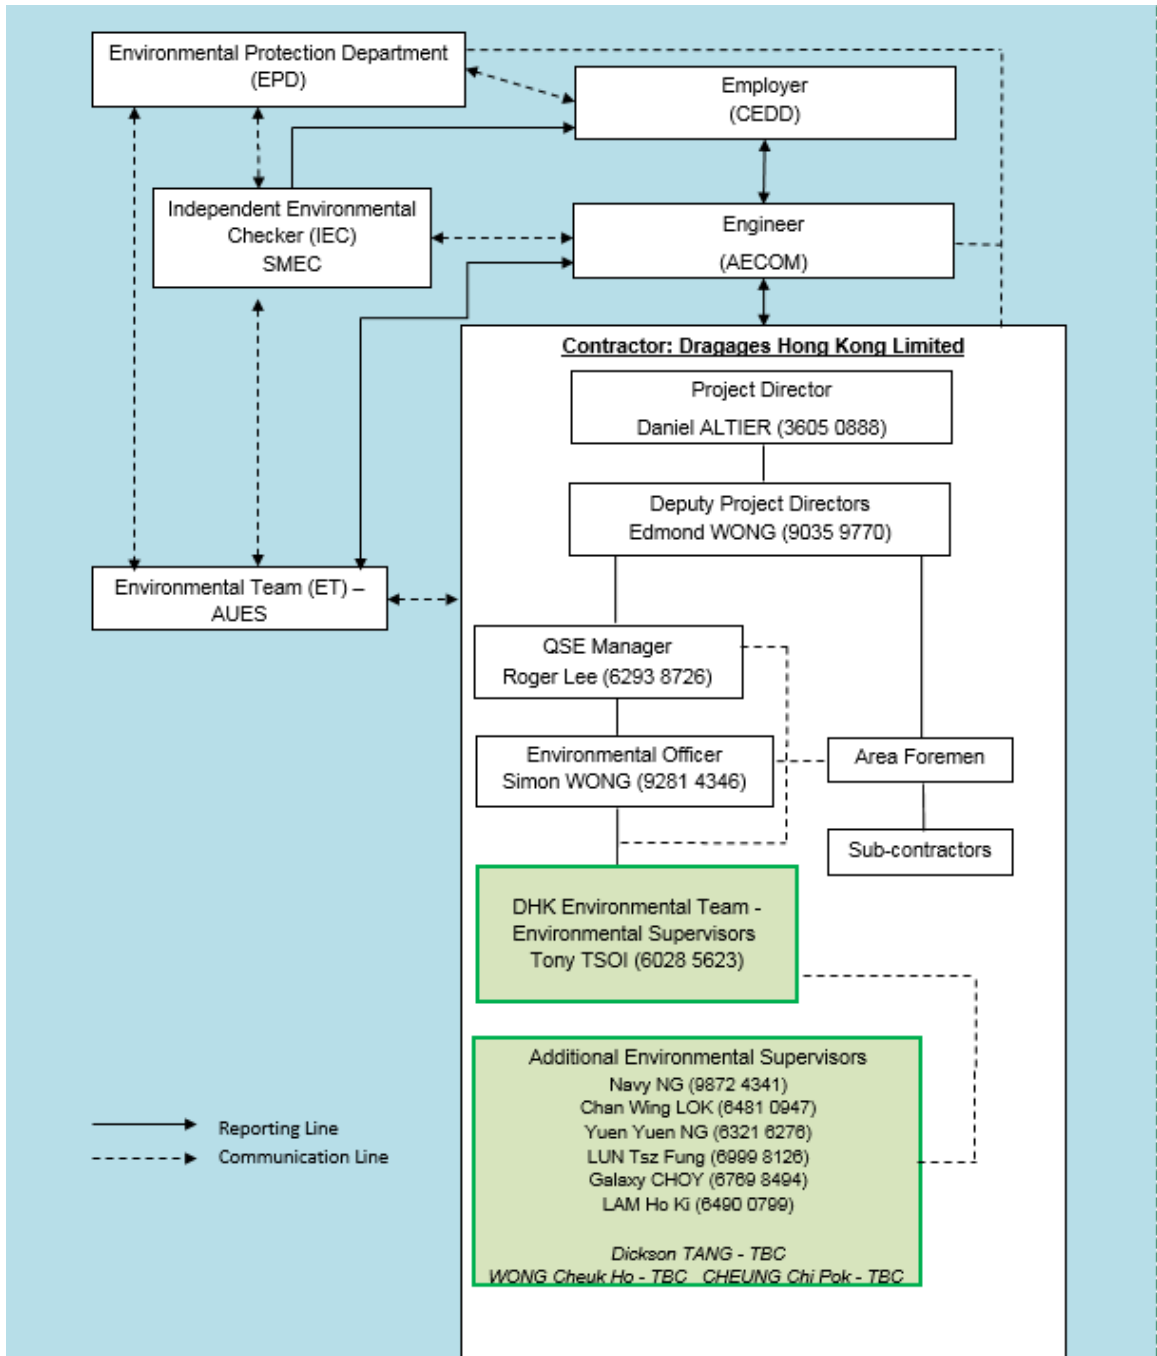 Environmental Protection Department
(EPD)
Employer
(CEDD)
Independent Environmental
Checker (IEC)
SMEC
Engineer
(AECOM)
Contractor: Dragages Hong Kong Limited
Project Director
Daniel ALTIER (3605 0888)
Deputy Project Directors
Edmond WONG (9035 9770)
Environmental Team (ET) –
AUES
QSE Manager
Roger Lee (6293 8726)
Environmental Officer
Simon WONG (9281 4346)
Area Foremen
Sub-contractors
DHK Environmental Team -
Environmental Supervisors
Tony TSOI (6028 5623)
Additional Environmental Supervisors
Navy NG (9872 4341)
Chan Wing LOK (6481 0947)
Yuen Yuen NG (6321 6276)
LUN Tsz Fung (6999 8126)
Galaxy CHOY (6769 8494)
LAM Ho Ki (6490 0799)
Dickson TANG - TBC
WONG Cheuk Ho - TBC CHEUNG Chi Pok - TBC
Reporting Line
Communication Line